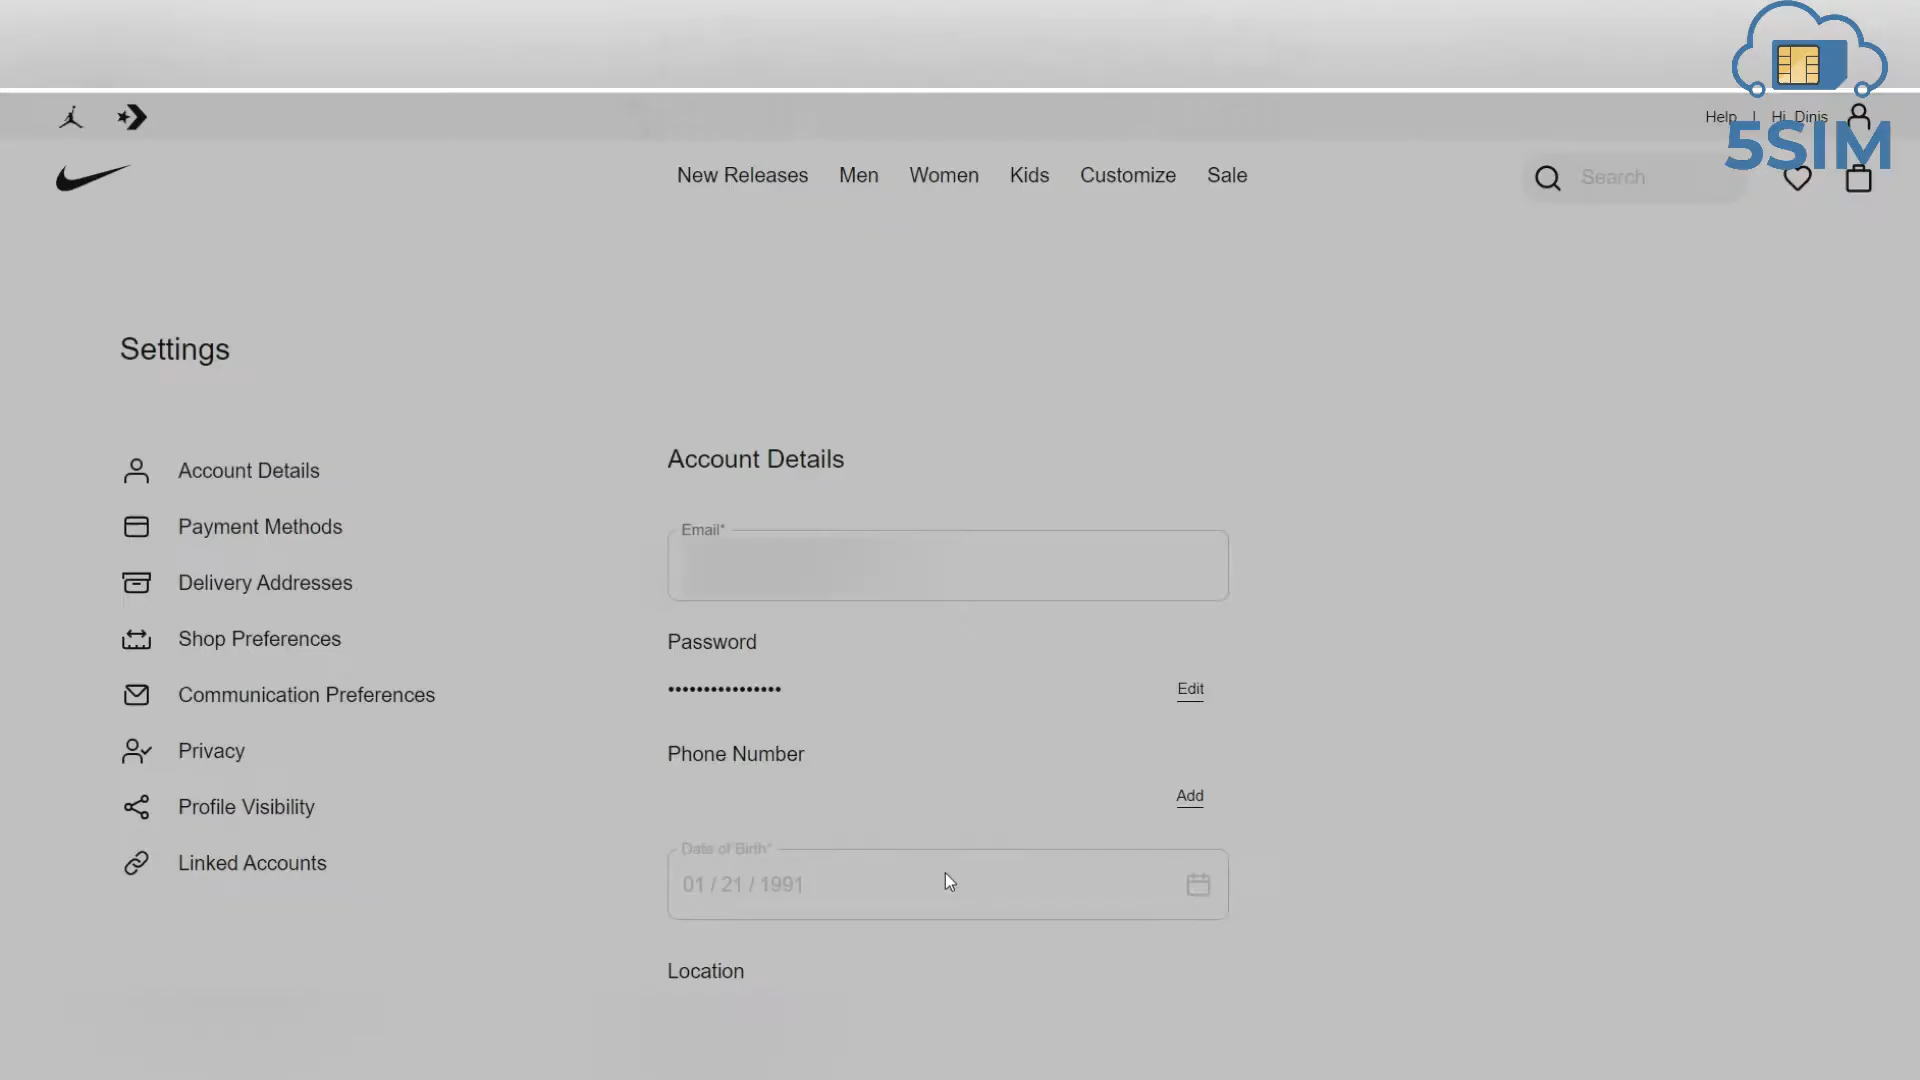 Help | Hi, Dinis
5SIM
New Releases Men Women Kids Customize Sale
Search
Settings
Account Details
Payment Methods
Delivery Addresses
Shop Preferences
Communication Preferences
Privacy
Profile Visibility
Linked Accounts
Account Details
Email*
Password
••••••••••••••••
Edit
Phone Number
Add
Date of Birth*
01 / 21 / 1991
Location